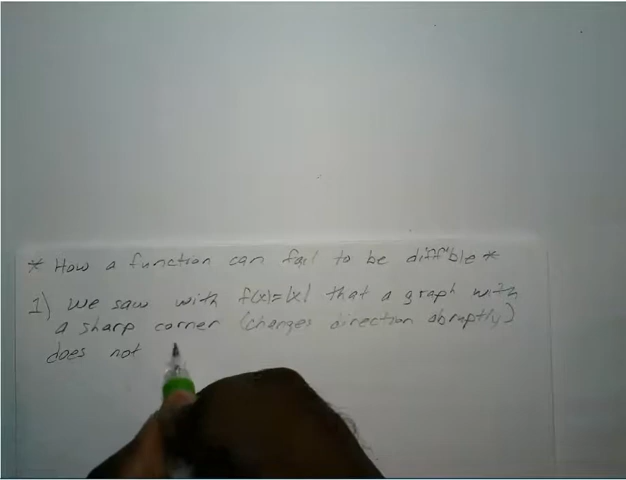 * How a function can fail to be diff'ble *
1) We saw with f(x)=|x| that a graph with
a sharp corner (changes direction abruptly)
does not